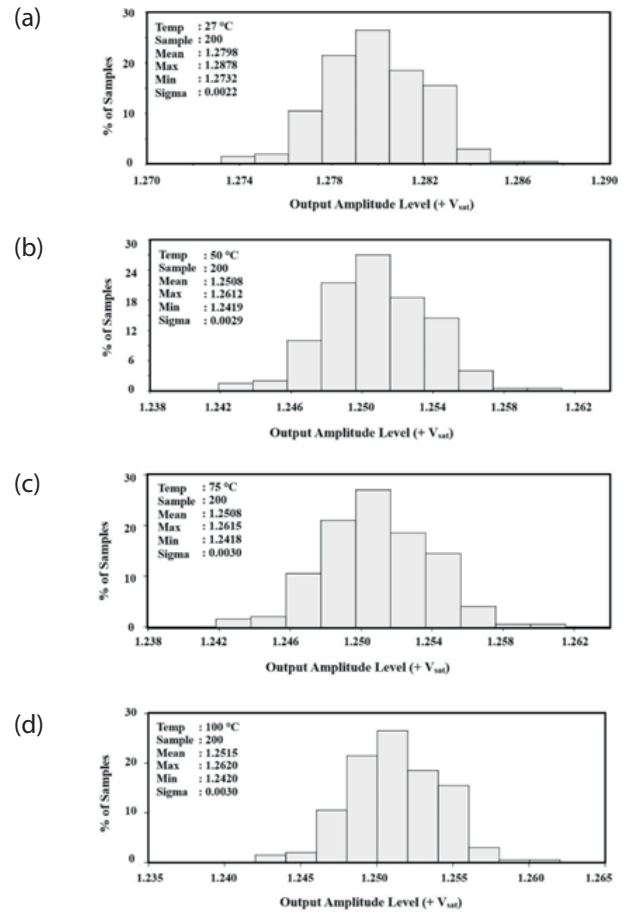 (a)
30
20
10
0
% of Samples
Temp : 27 °C
Sample : 200
Mean : 1.2798
Max : 1.2878
Min : 1.2732
Sigma : 0.0022
1.270 1.274 1.278 1.282 1.286 1.290
Output Amplitude Level (+ Vsat)
(b)
30
24
18
12
6
0
% of Samples
Temp : 50 °C
Sample : 200
Mean : 1.2508
Max : 1.2612
Min : 1.2419
Sigma : 0.0029
1.238 1.242 1.246 1.250 1.254 1.258 1.262
Output Amplitude Level (+ Vsat)
(c)
30
20
10
0
% of Samples
Temp : 75 °C
Sample : 200
Mean : 1.2508
Max : 1.2615
Min : 1.2418
Sigma : 0.0030
1.238 1.242 1.246 1.250 1.254 1.258 1.262
Output Amplitude Level (+ Vsat)
(d)
30
20
10
0
% of Samples
Temp : 100 °C
Sample : 200
Mean : 1.2515
Max : 1.2620
Min : 1.2420
Sigma : 0.0030
1.235 1.240 1.245 1.250 1.255 1.260 1.265
Output Amplitude Level (+ Vsat)